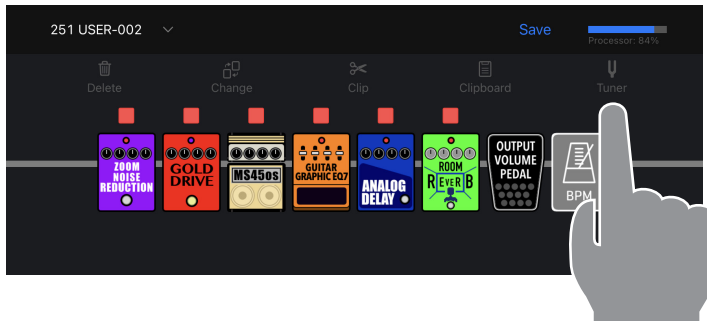 251 USER-002
Save
Processor: 84%
Delete
Change
Clip
Clipboard
Tuner
ZOOM
NOISE
REDUCTION
GOLD
DRIVE
MS45os
GUITAR
GRAPHIC EQ7
ANALOG
DELAY
ROOM
REVERB
OUTPUT
VOLUME
PEDAL
BPM